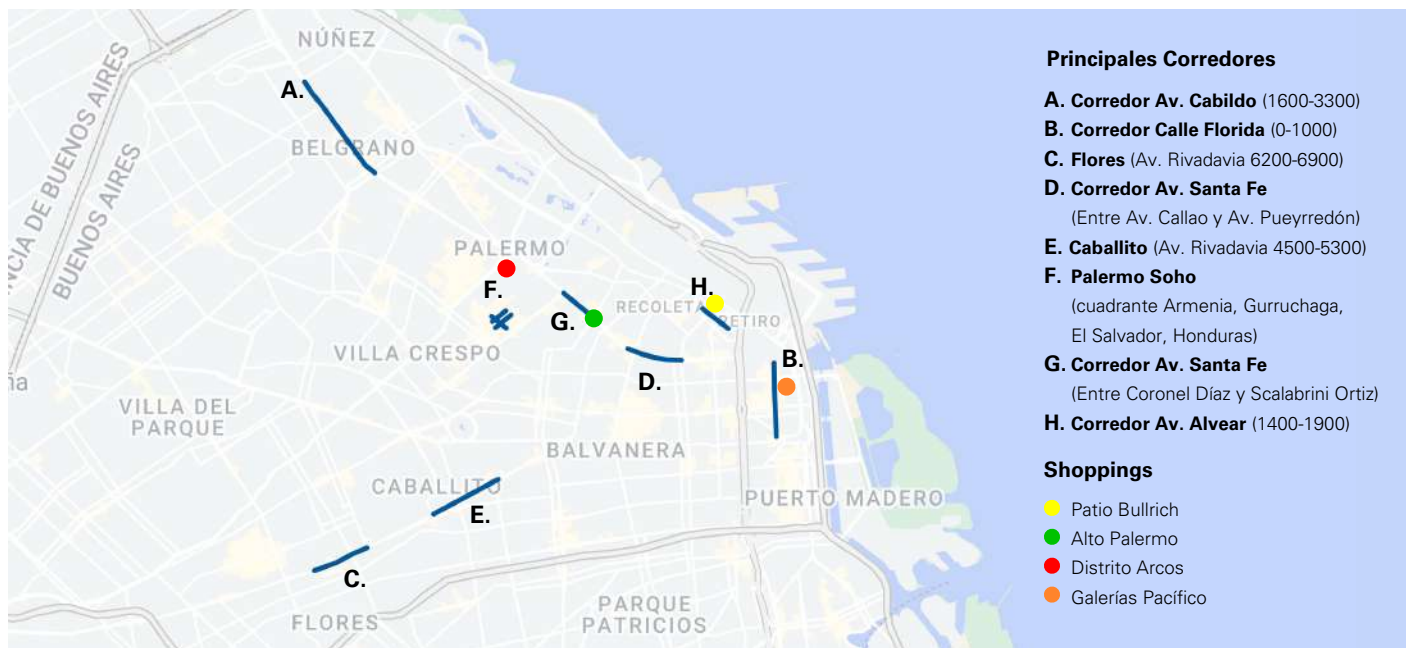 NÚÑEZ
A.
BELGRANO
BUENOS AIRES
BUENOS AIRES
PALERMO
F.
H.
RECOLETA
RETIRO
G.
VILLA CRESPO
D.
B.
VILLA DEL
PARQUE
BALVANERA
CABALLITO
E.
PUERTO MADERO
C.
FLORES
PARQUE
PATRICIOS
Principales Corredores
A. Corredor Av. Cabildo (1600-3300)
B. Corredor Calle Florida (0-1000)
C. Flores (Av. Rivadavia 6200-6900)
D. Corredor Av. Santa Fe
(Entre Av. Callao y Av. Pueyrredón)
E. Caballito (Av. Rivadavia 4500-5300)
F. Palermo Soho
(cuadrante Armenia, Gurruchaga,
El Salvador, Honduras)
G. Corredor Av. Santa Fe
(Entre Coronel Díaz y Scalabrini Ortiz)
H. Corredor Av. Alvear (1400-1900)
Shoppings
Patio Bullrich
Alto Palermo
Distrito Arcos
Galerías Pacífico